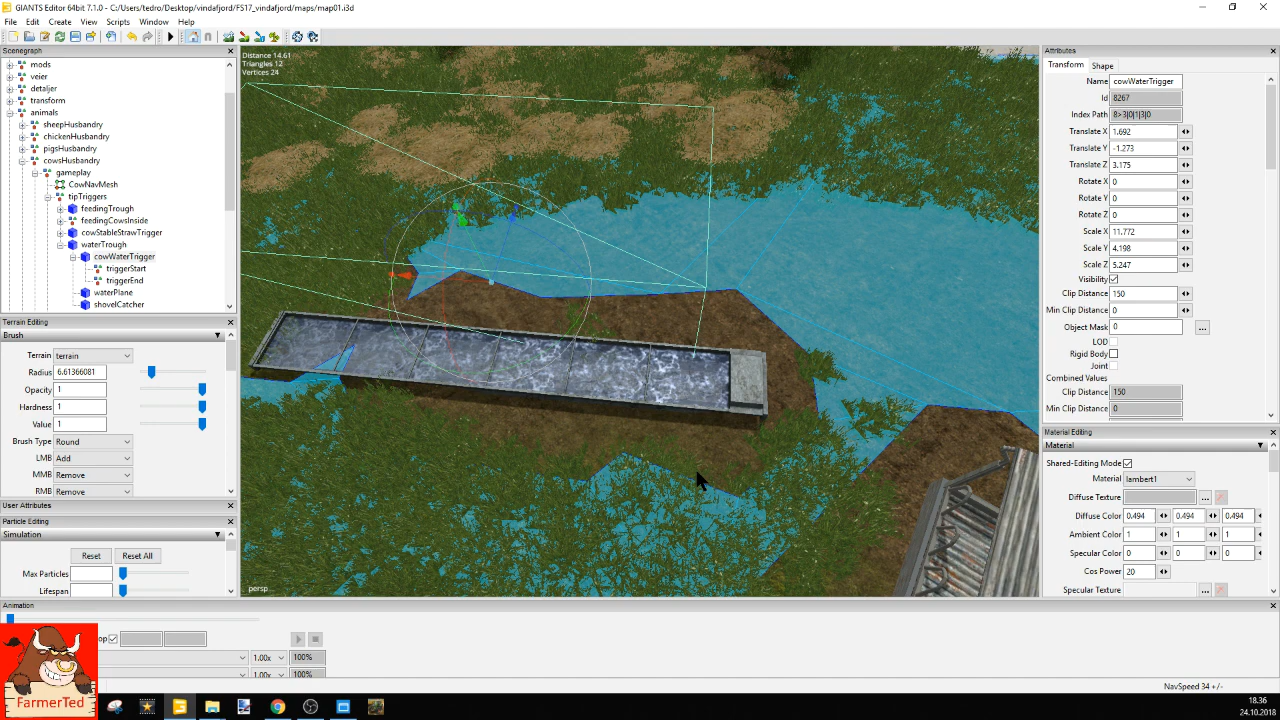 GIANTS Editor 64bit 7.1.0 - C:/Users/tedro/Desktop/vindafjord/FS17_vindafjord/maps/map01.i3d
File Edit Create View Scripts Window Help
Scenegraph
mods
veier
detaljer
transform
animals
sheepHusbandry
chickenHusbandry
pigsHusbandry
cowsHusbandry
gameplay
CowNavMesh
tipTriggers
feedingTrough
feedingCowsInside
cowStableStrawTrigger
waterTrough
cowWaterTrigger
triggerStart
triggerEnd
waterPlane
shovelCatcher
Terrain Editing
Brush
Terrain terrain
Radius 6.61366081
Opacity 1
Hardness 1
Value 1
Brush Type Round
LMB Add
MMB Remove
RMB Remove
User Attributes
Particle Editing
Simulation
Reset Reset All
Max Particles
Lifespan
Distance 14.61
Triangles 12
Vertices 24
persp
Attributes
Transform Shape
Name cowWaterTrigger
Id 8267
Index Path 8>3|0|1|3|0
Translate X 1.692
Translate Y -1.273
Translate Z 3.175
Rotate X 0
Rotate Y 0
Rotate Z 0
Scale X 11.772
Scale Y 4.198
Scale Z 5.247
Visibility
Clip Distance 150
Min Clip Distance 0
Object Mask 0 ...
LOD
Rigid Body
Joint
Combined Values
Clip Distance 150
Min Clip Distance 0
Material Editing
Material
Shared-Editing Mode
Material lambert1
Diffuse Texture ...
Diffuse Color 0.494 0.494 0.494
Ambient Color 1 1 1
Specular Color 0 0 0
Cos Power 20
Specular Texture ...
Animation
op
1.00x 100%
1.00x 100%
NavSpeed 34 +/-
FarmerTed
18.36
24.10.2018